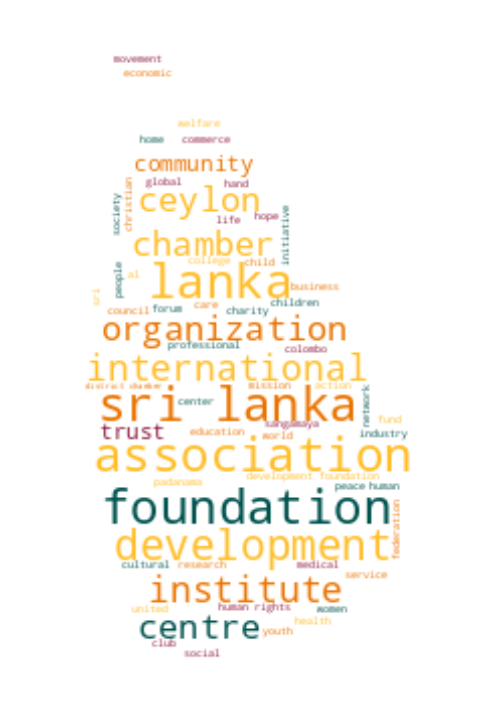 movement
economic
welfare
home commerce
community
global hand
christian
society
ceylon
life hope
initiative
chamber
college child
people al
lanka
business
sri
care children
council forum charity
organization
professional
colombo
international
district chamber mission action
sri lanka
center
network
fund
trust
sangamaya
education world industry
association
development foundation
padanama
peace human
foundation
federation
development
cultural research medical
service
institute
united human rights women
health
centre
youth
club
social